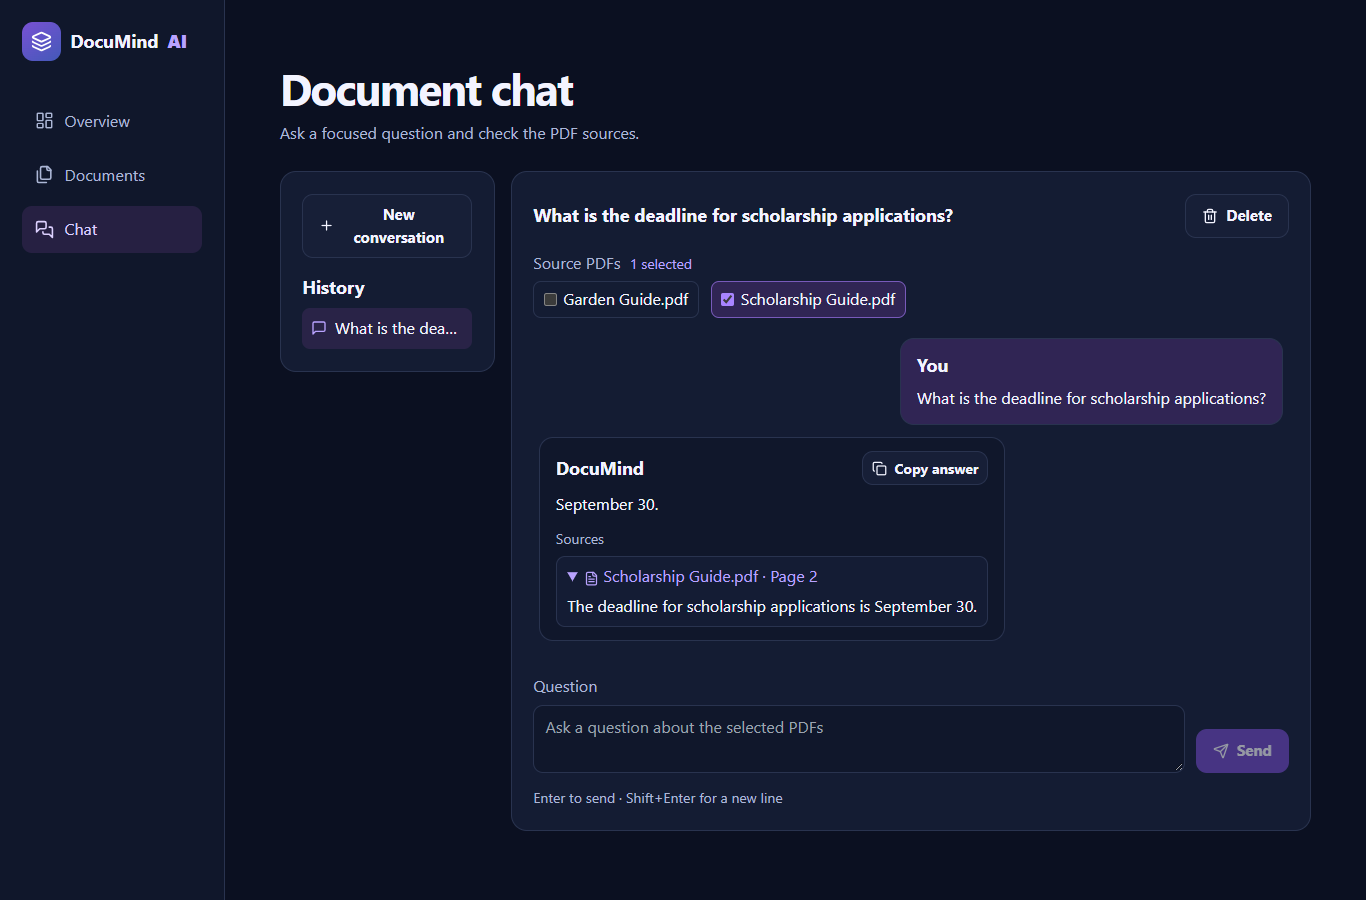 DocuMind AI
Overview
Documents
Chat
Document chat
Ask a focused question and check the PDF sources.
New
conversation
History
What is the dea...
What is the deadline for scholarship applications?
Delete
Source PDFs 1 selected
Garden Guide.pdf
Scholarship Guide.pdf
You
What is the deadline for scholarship applications?
DocuMind
Copy answer
September 30.
Sources
Scholarship Guide.pdf · Page 2
The deadline for scholarship applications is September 30.
Question
Ask a question about the selected PDFs
Send
Enter to send · Shift+Enter for a new line